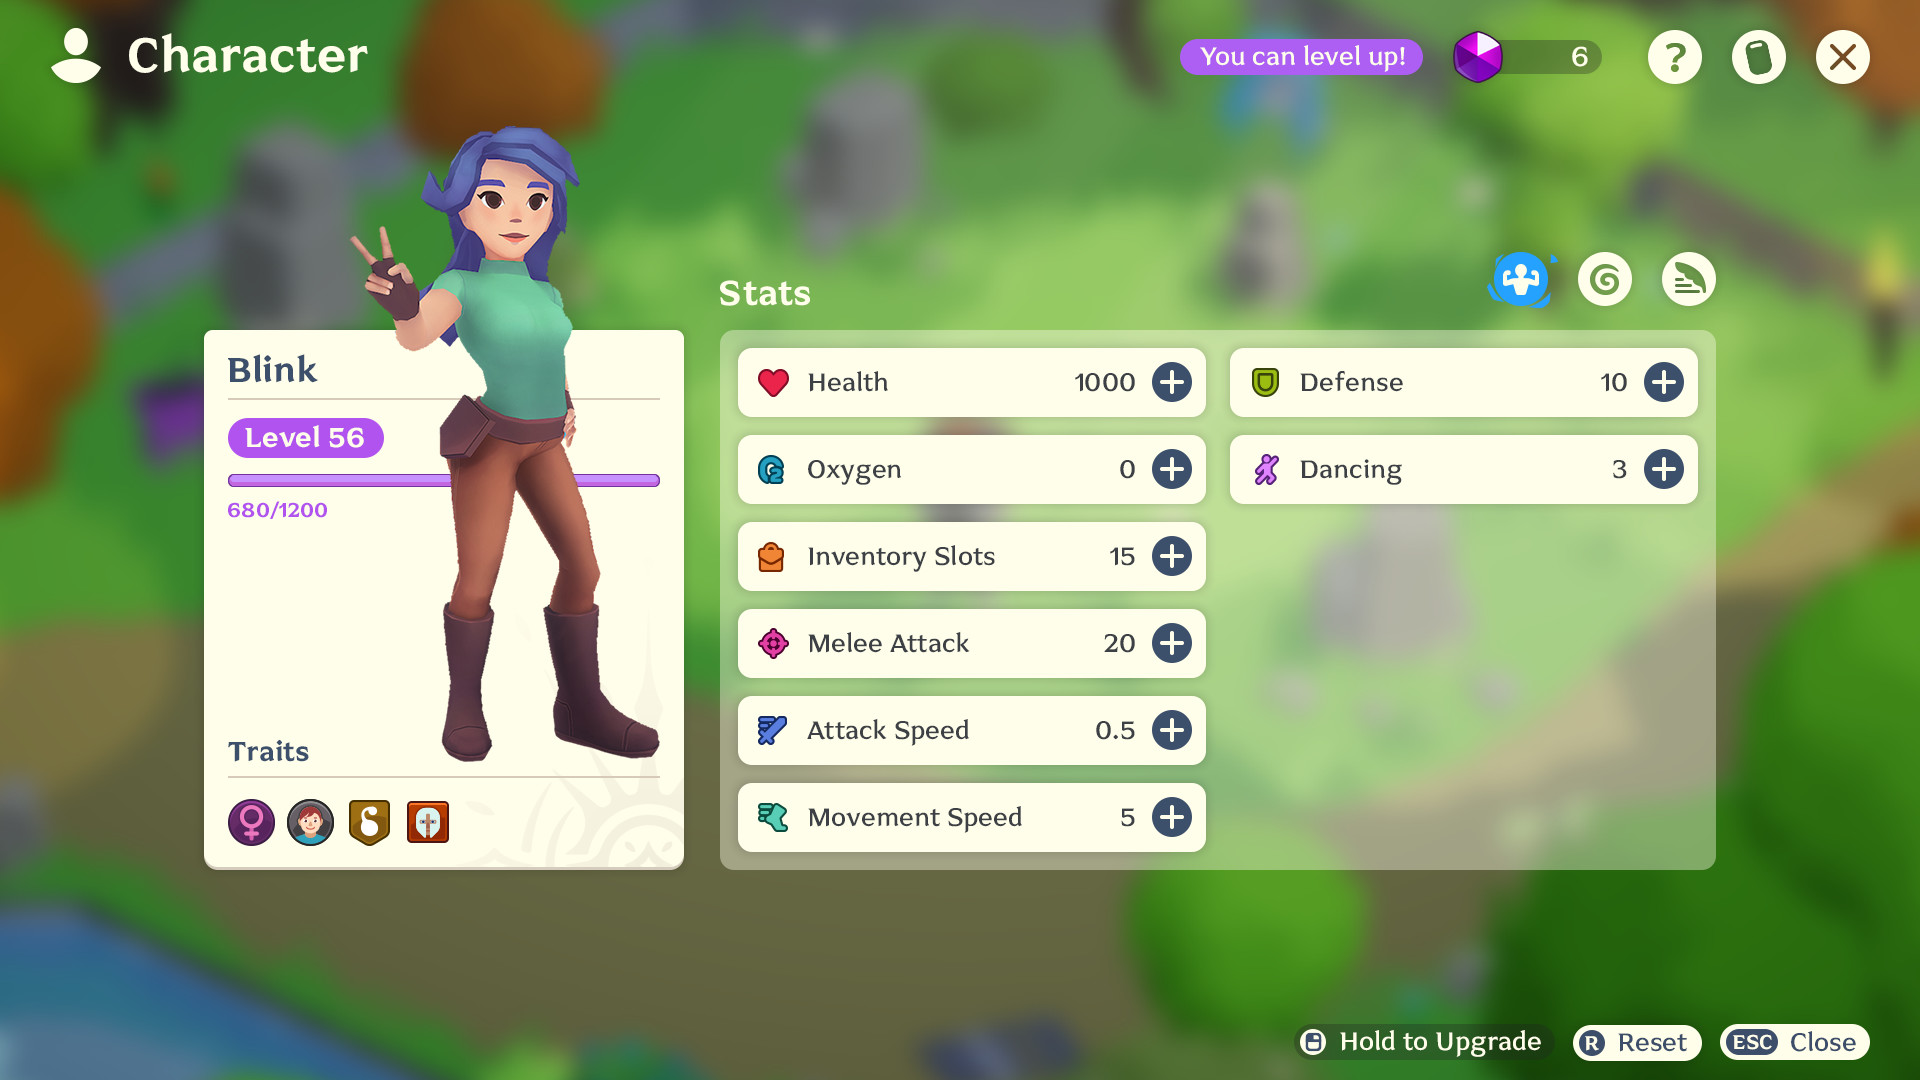 Character
You can level up!
6
?
Stats
Blink
Level 56
680/1200
Traits
Health 1000
Oxygen 0
Inventory Slots 15
Melee Attack 20
Attack Speed 0.5
Movement Speed 5
Defense 10
Dancing 3
Hold to Upgrade
R Reset
ESC Close